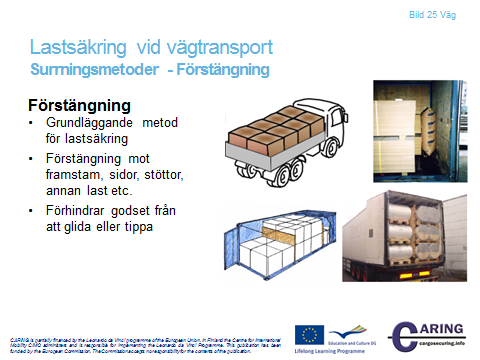 Bild 25 Väg
Lastsäkring vid vägtransport
Surrningsmetoder - Förstängning
Förstängning
• Grundläggande metod
för lastsäkring
• Förstängning mot
framstam, sidor, stöttor,
annan last etc.
• Förhindrar godset från
att glida eller tippa
CARING is partially financed by the Leonardo da Vinci programme of the European Union. In Finland the Centre for International
Mobility CIMO administers and is responsible for implementing the Leonardo da Vinci Programme. This publication has been
funded by the European Commission. The Commission accepts no responsibility for the contents of the publication.
Education and Culture DG
Lifelong Learning Programme
CARING
cargosecuring.info